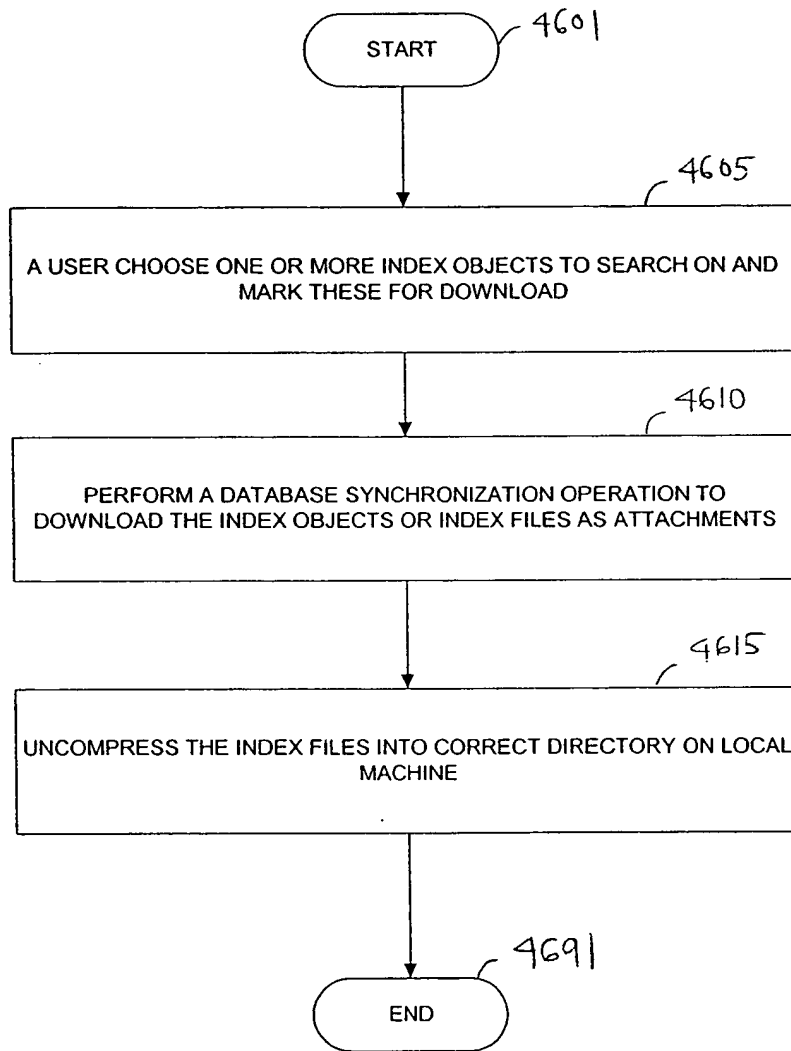 START
4601
4605
A USER CHOOSE ONE OR MORE INDEX OBJECTS TO SEARCH ON AND
MARK THESE FOR DOWNLOAD
4610
PERFORM A DATABASE SYNCHRONIZATION OPERATION TO
DOWNLOAD THE INDEX OBJECTS OR INDEX FILES AS ATTACHMENTS
4615
UNCOMPRESS THE INDEX FILES INTO CORRECT DIRECTORY ON LOCAL
MACHINE
4691
END